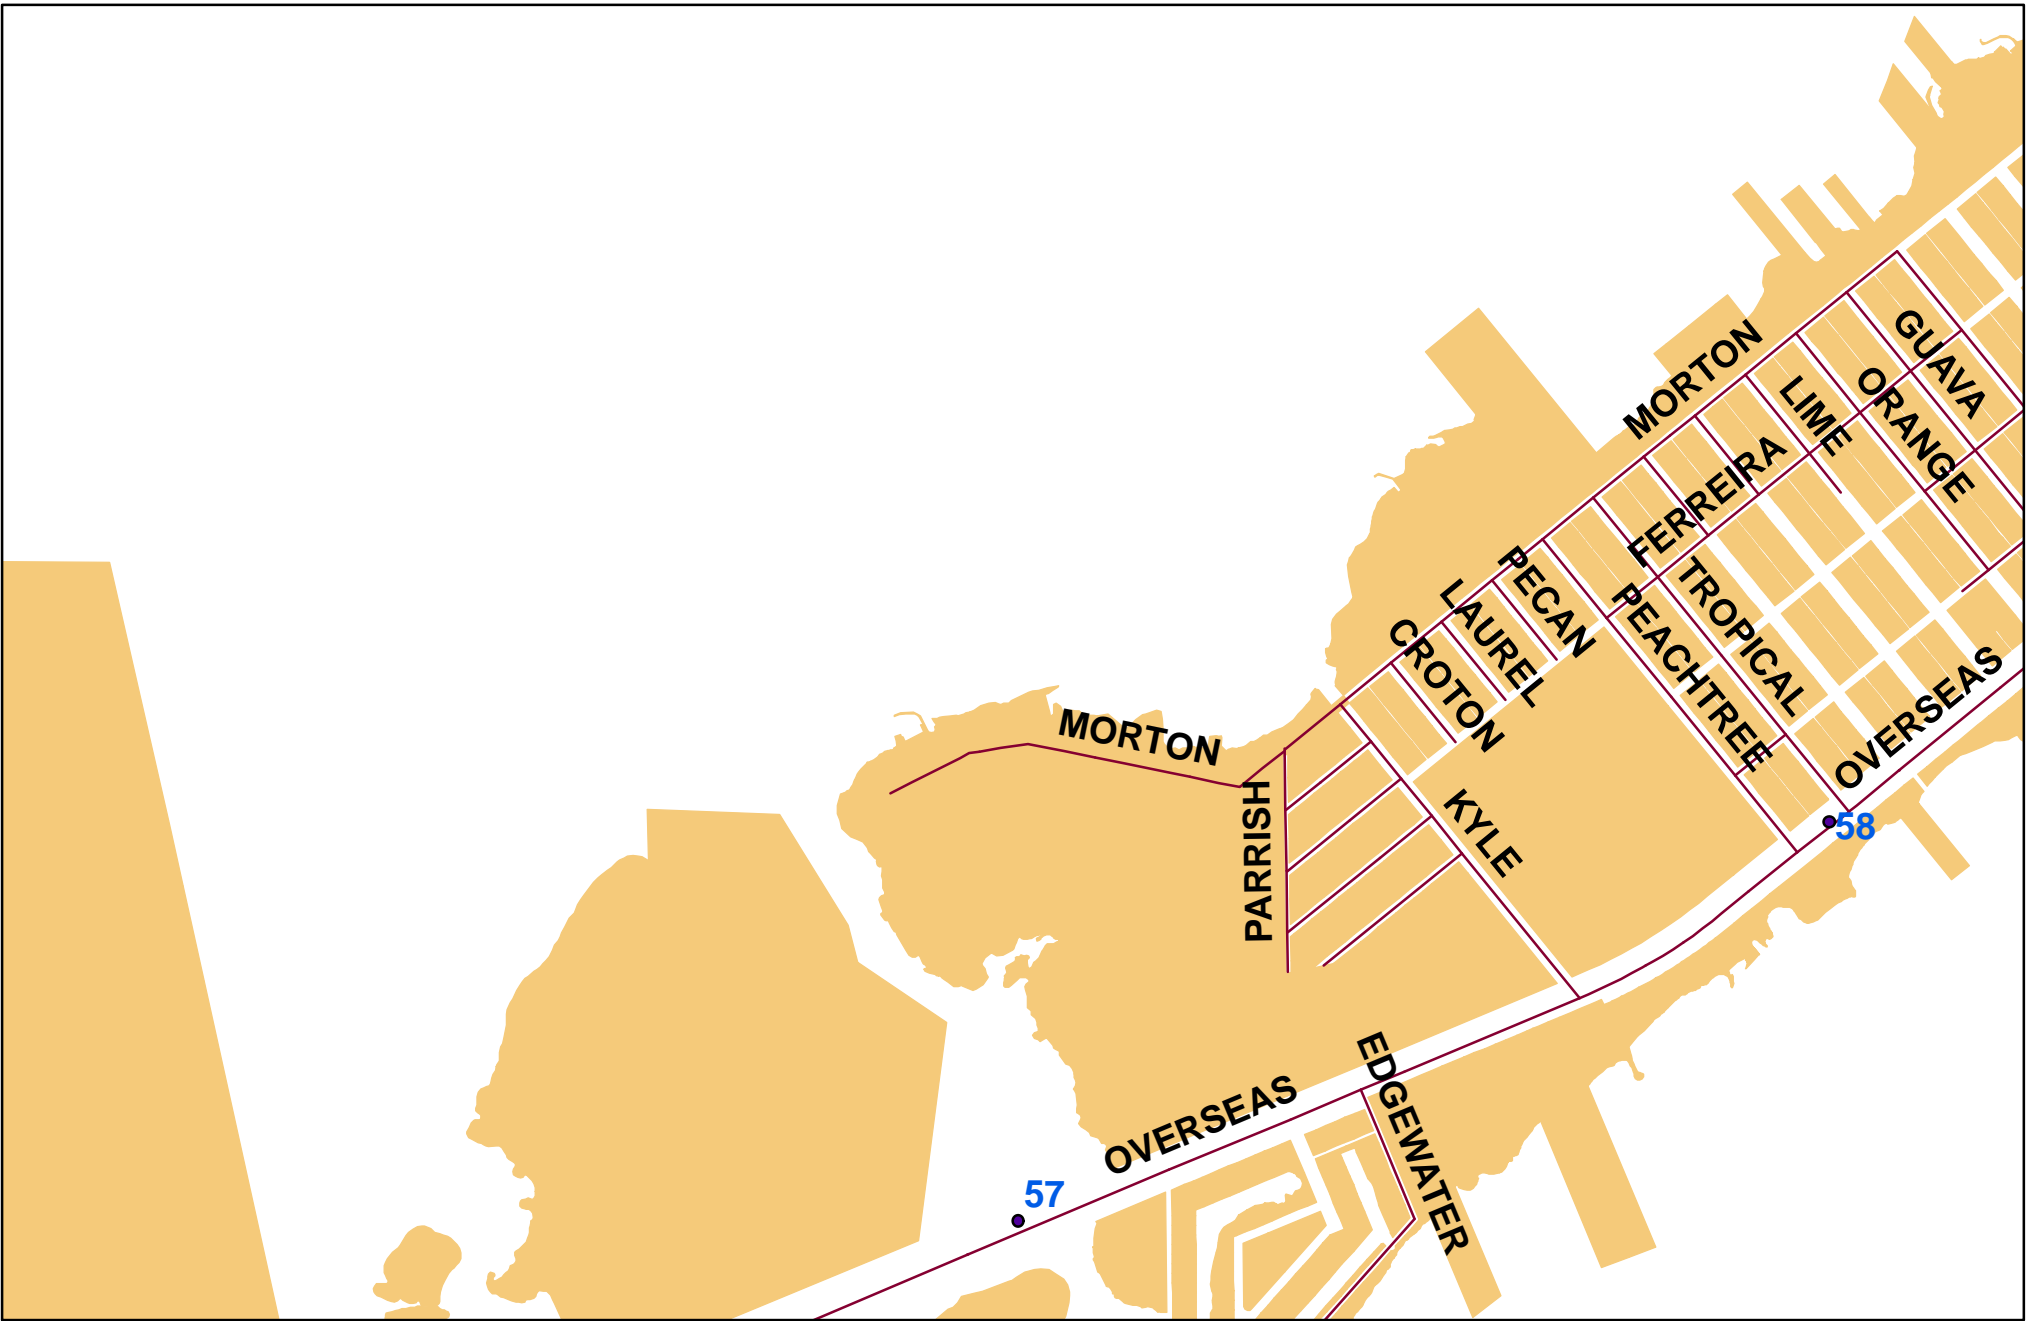 GUAVA
MORTON
LIME
ORANGE
FERREIRA
PECAN
TROPICAL
LAUREL
PEACHTREE
CROTON
OVERSEAS
MORTON
PARRISH
KYLE
58
EDGEWATER
OVERSEAS
57